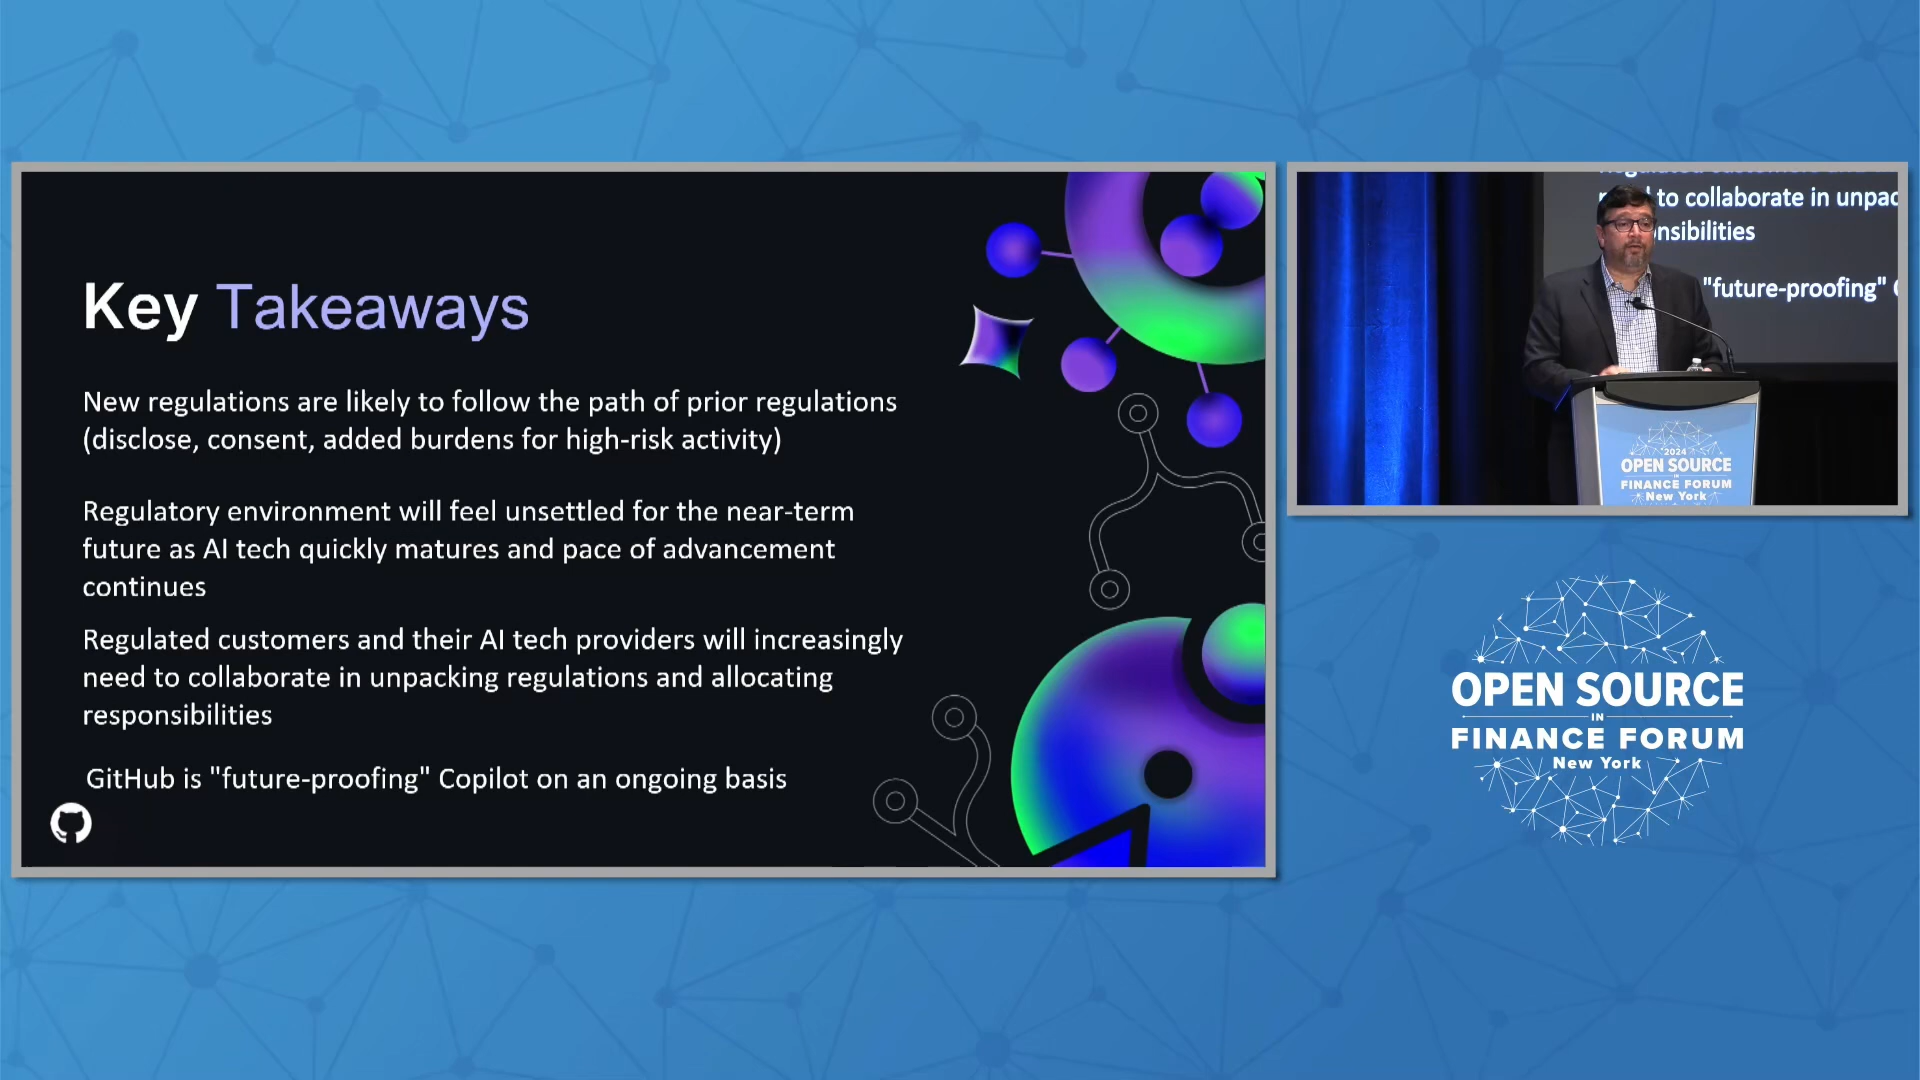 Key Takeaways
New regulations are likely to follow the path of prior regulations
(disclose, consent, added burdens for high-risk activity)
Regulatory environment will feel unsettled for the near-term
future as AI tech quickly matures and pace of advancement
continues
Regulated customers and their AI tech providers will increasingly
need to collaborate in unpacking regulations and allocating
responsibilities
GitHub is "future-proofing" Copilot on an ongoing basis
to collaborate in unpac
nsibilities
"future-proofing"
2024
OPEN SOURCE
IN
FINANCE FORUM
New York
OPEN SOURCE
IN
FINANCE FORUM
New York